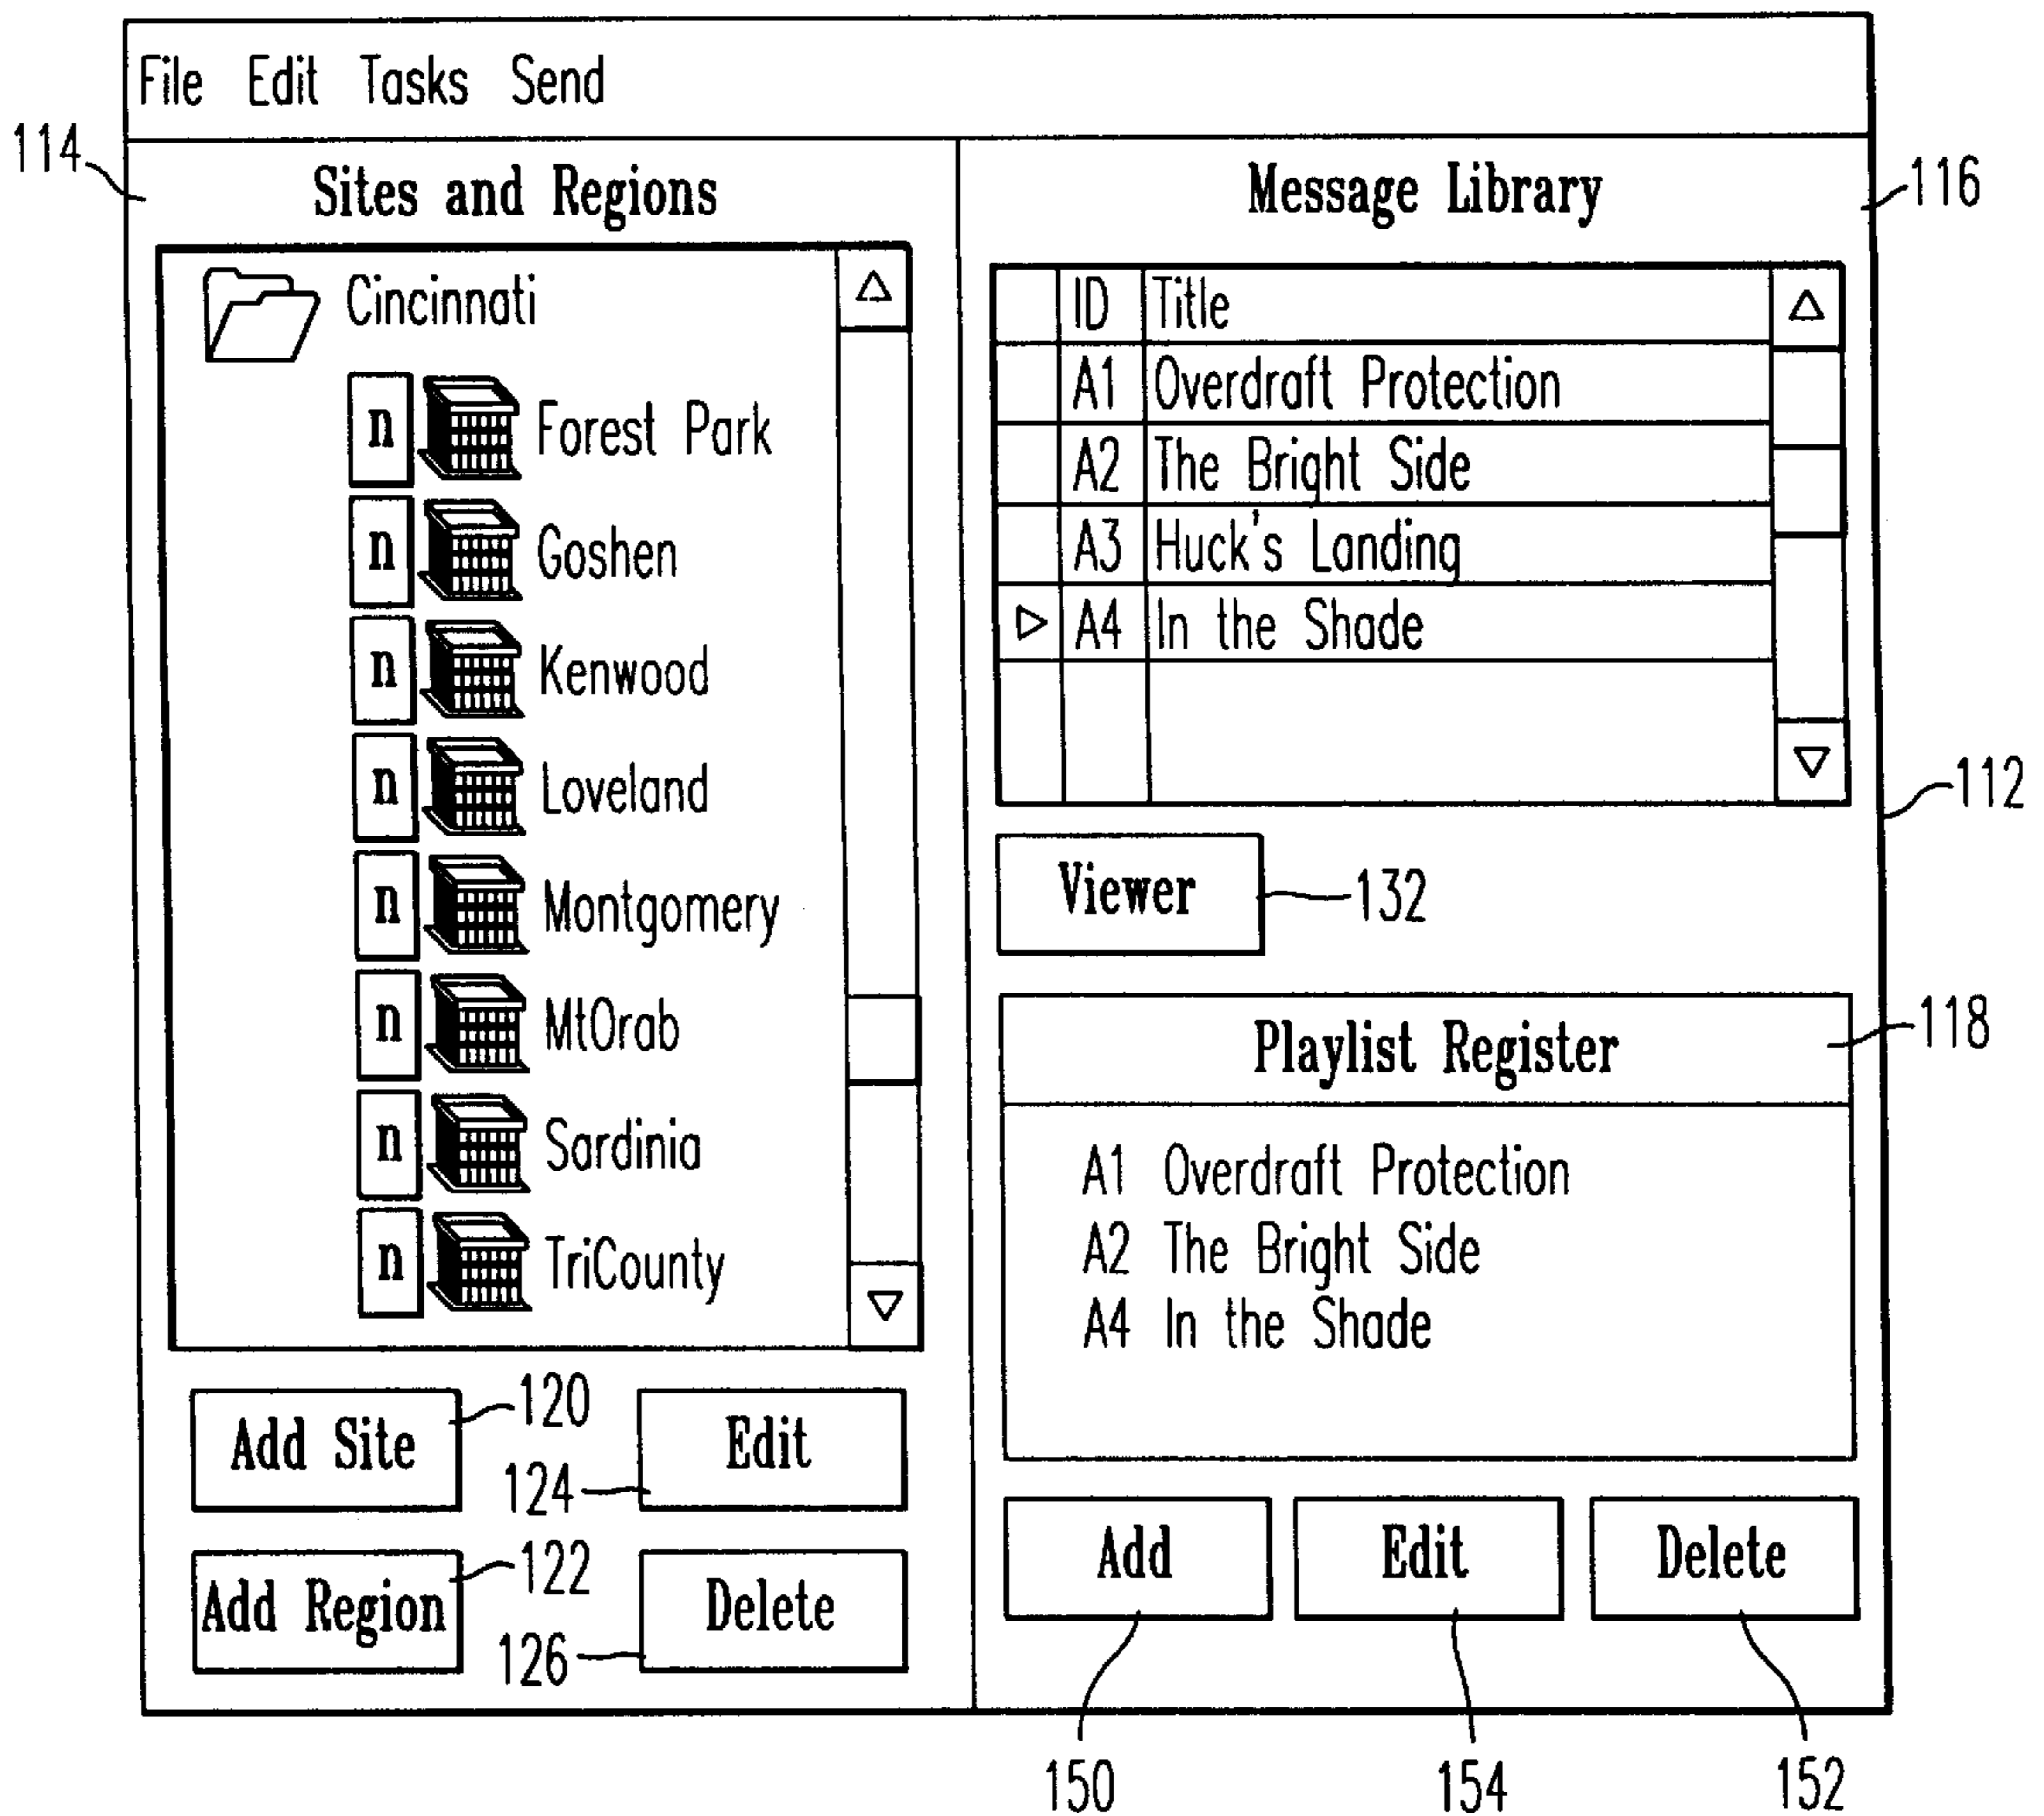 File Edit Tasks Send
114
Sites and Regions
Cincinnati
n Forest Park
n Goshen
n Kenwood
n Loveland
n Montgomery
n MtOrab
n Sardinia
n TriCounty
Add Site
120
Edit
124
Add Region
122
Delete
126
Message Library
116
ID Title
A1 Overdraft Protection
A2 The Bright Side
A3 Huck's Landing
A4 In the Shade
112
Viewer
132
Playlist Register
118
A1 Overdraft Protection
A2 The Bright Side
A4 In the Shade
Add Edit Delete
150 154 152